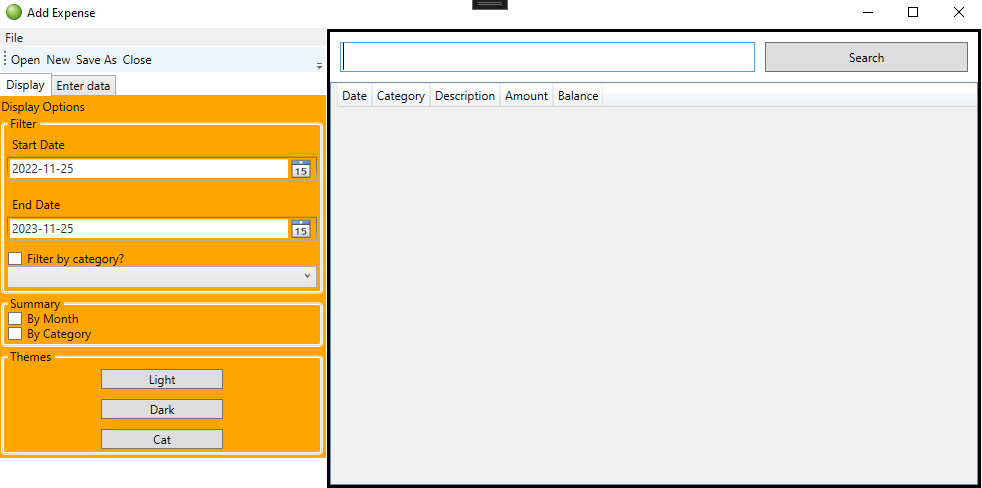 Add Expense
File
Open New Save As Close
Display Enter data
Display Options
Filter
Start Date
2022-11-25
15
End Date
2023-11-25
15
Filter by category?
Summary
By Month
By Category
Themes
Light
Dark
Cat
Search
Date Category Description Amount Balance